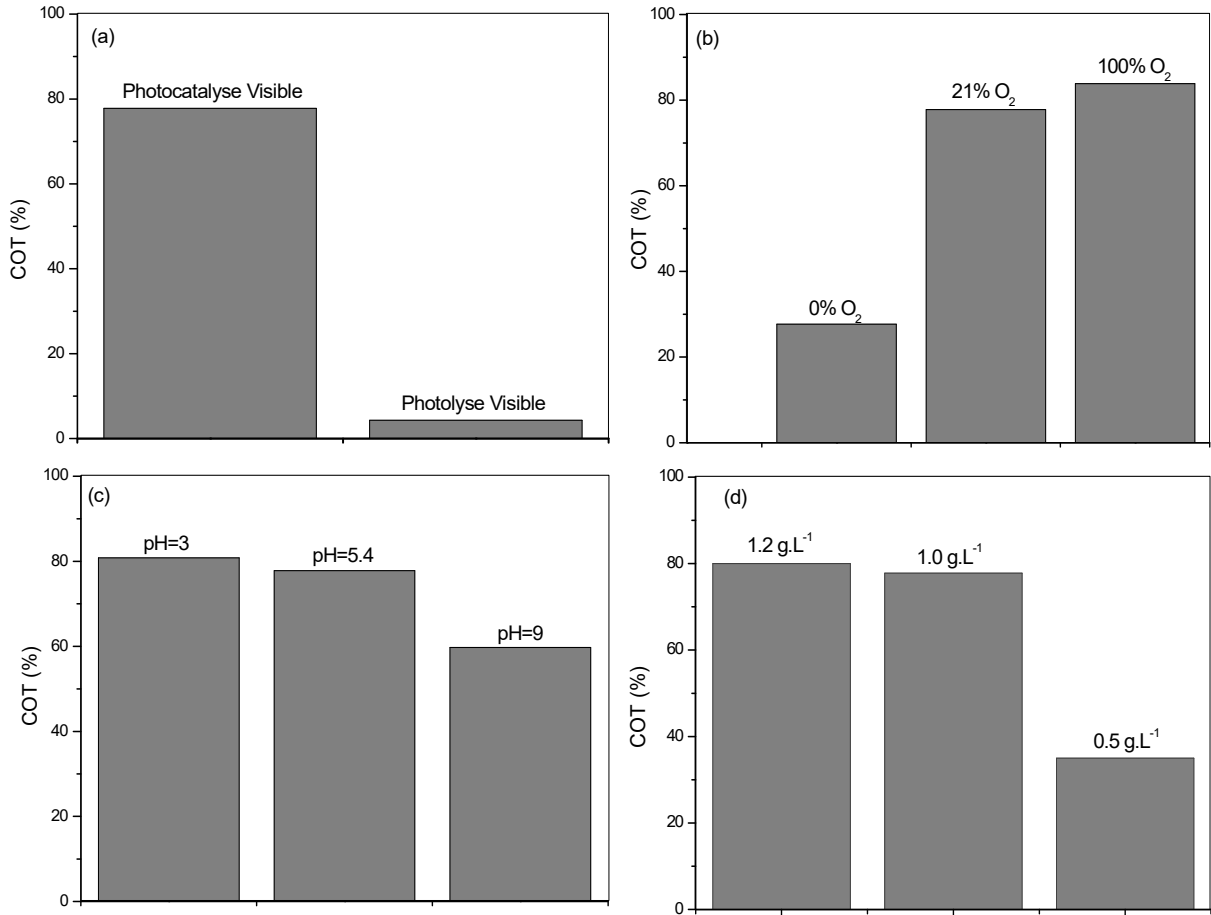 (a)
Photocatalyse Visible
Photolyse Visible
COT (%)
100
80
60
40
20
0
(b)
100% O₂
21% O₂
0% O₂
COT (%)
100
80
60
40
20
0
(c)
pH=3
pH=5.4
pH=9
COT (%)
100
80
60
40
20
0
(d)
1.2 g.L⁻¹
1.0 g.L⁻¹
0.5 g.L⁻¹
COT (%)
100
80
60
40
20
0